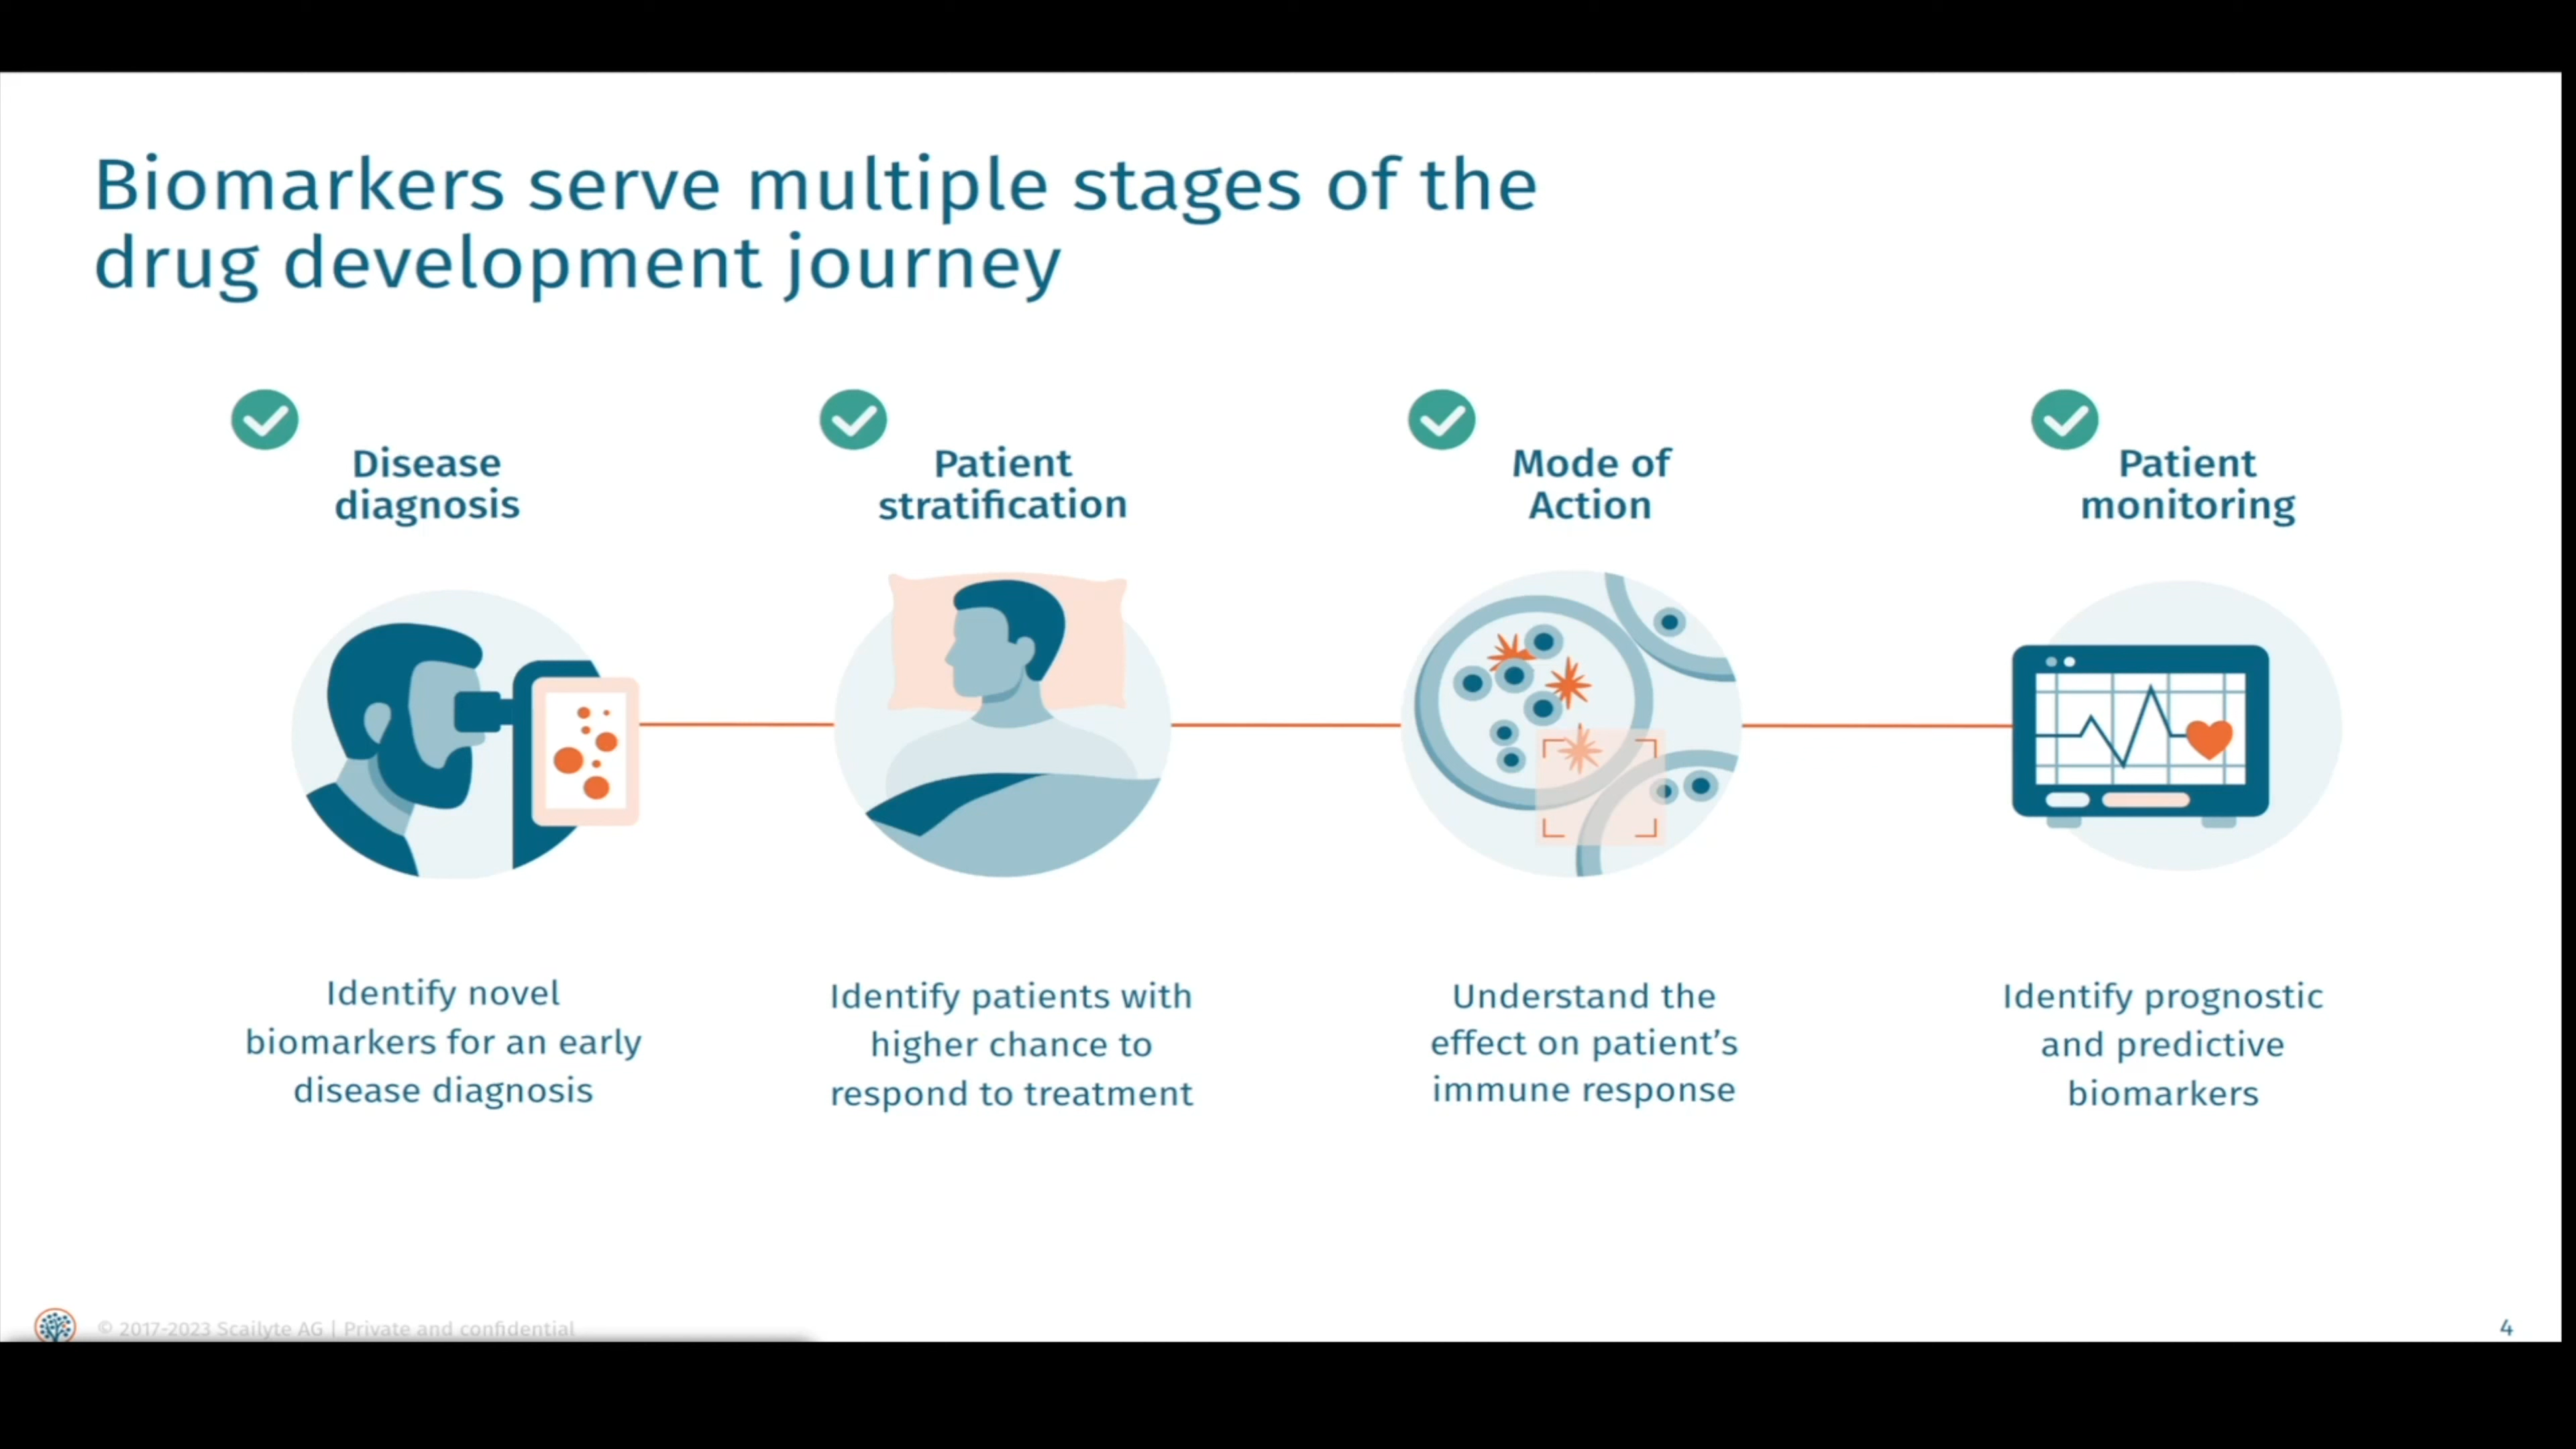 Biomarkers serve multiple stages of the
drug development journey
Disease
diagnosis
Patient
stratification
Mode of
Action
Patient
monitoring
Identify novel
biomarkers for an early
disease diagnosis
Identify patients with
higher chance to
respond to treatment
Understand the
effect on patient’s
immune response
Identify prognostic
and predictive
biomarkers
© 2017-2023 Scailyte AG | Private and confidential
4